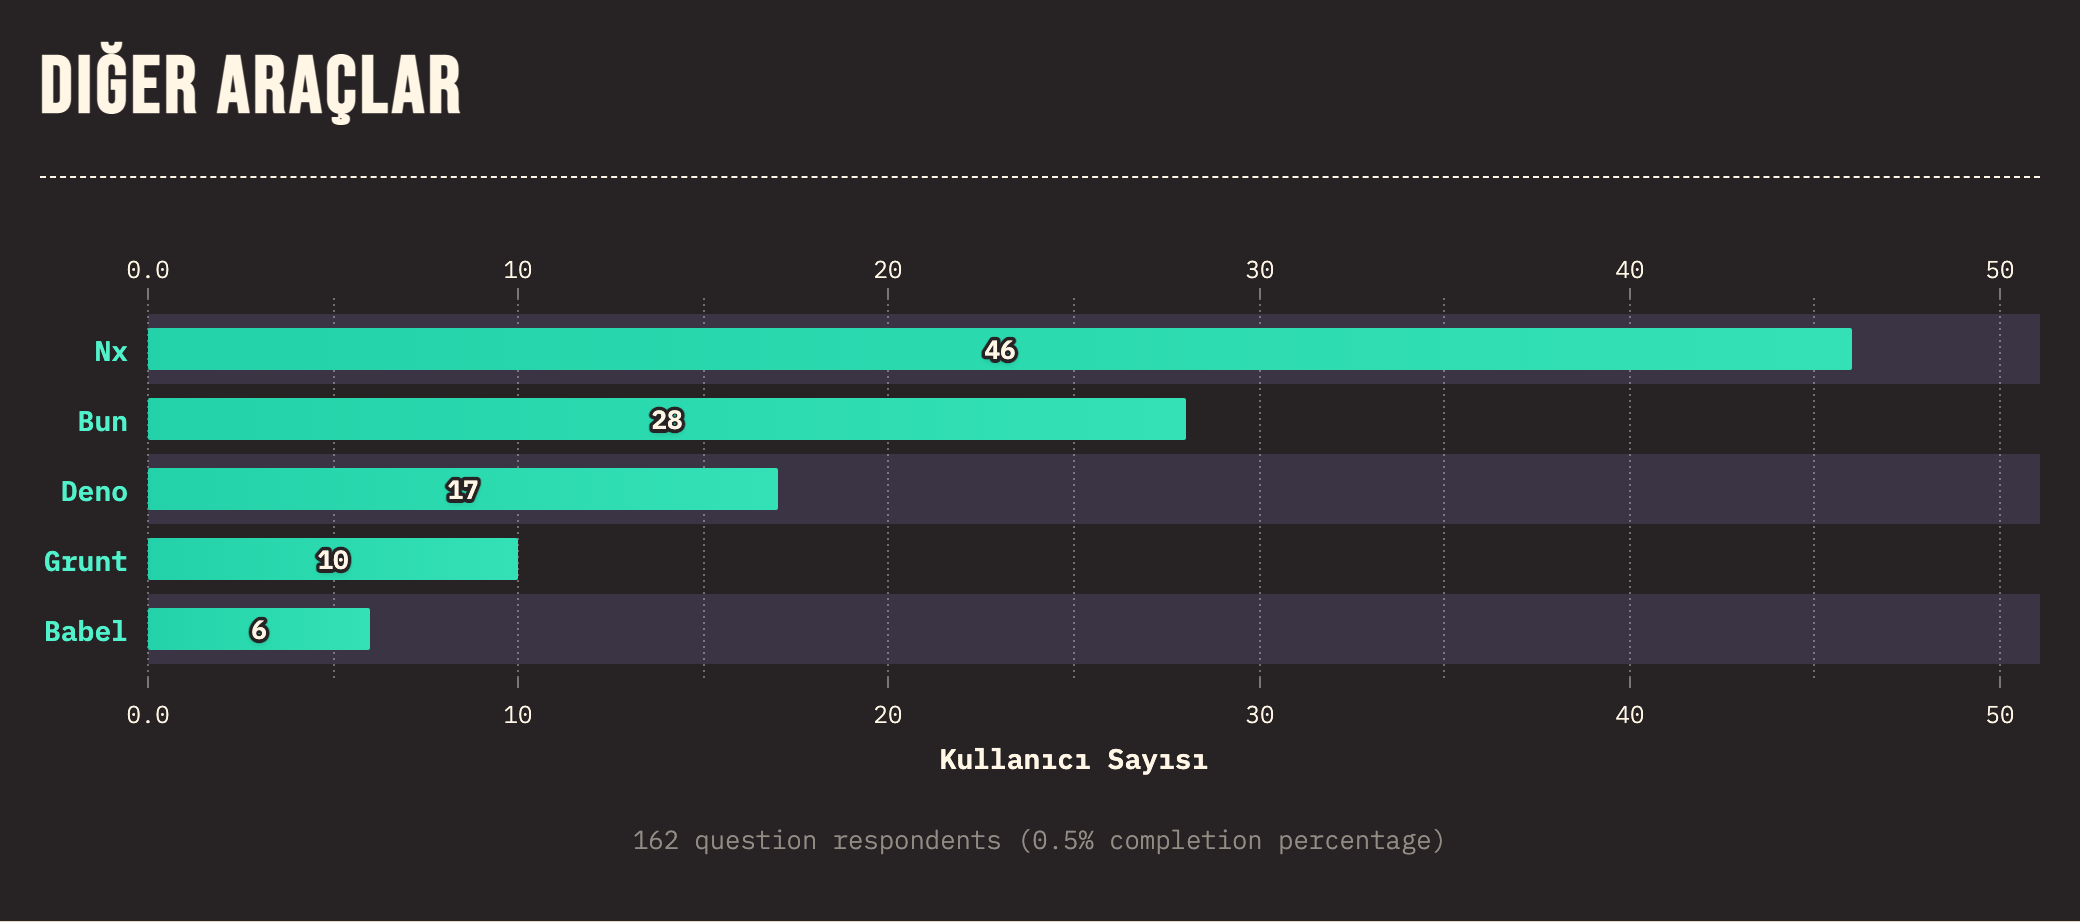 DIĞER ARAÇLAR
0.0 10 20 30 40 50
Nx 46
Bun 28
Deno 17
Grunt 10
Babel 6
0.0 10 20 30 40 50
Kullanıcı Sayısı
162 question respondents (0.5% completion percentage)